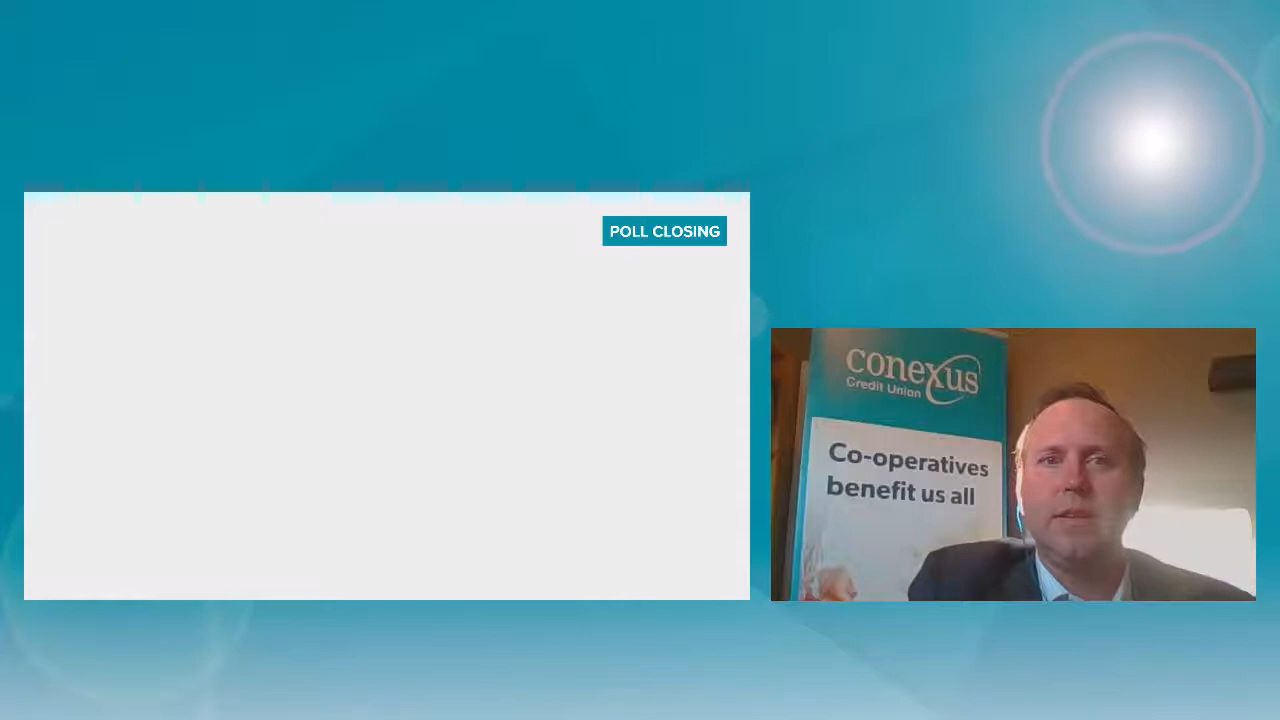 POLL CLOSING
conexus
Credit Union
Co-operatives
benefit us all